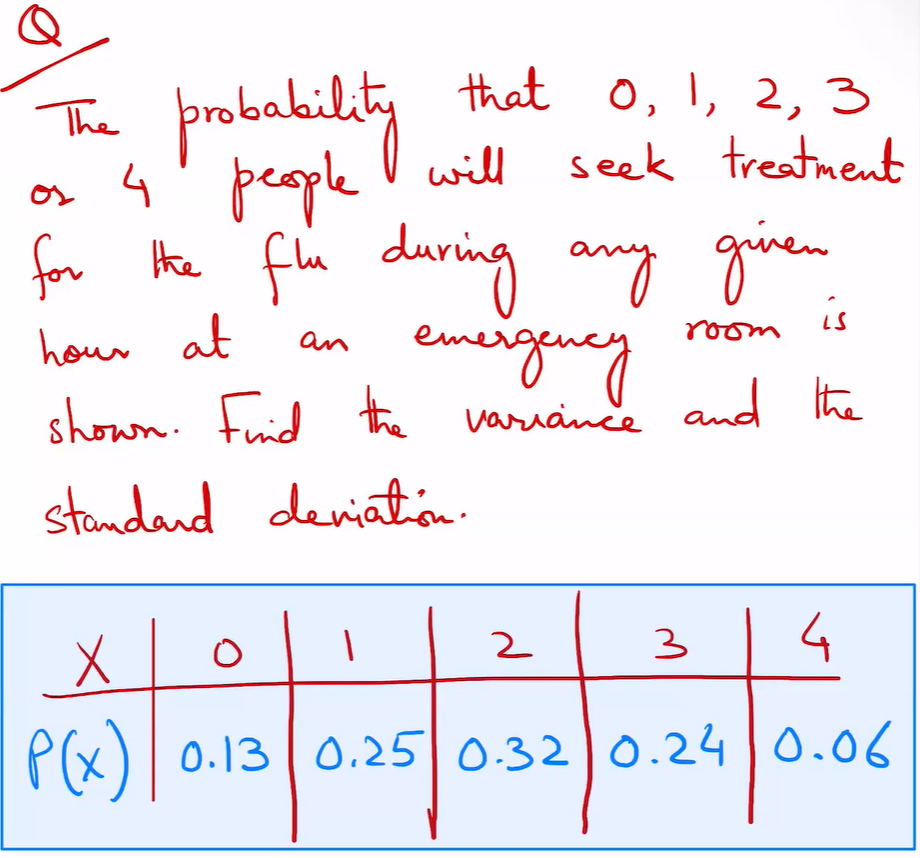 Q
The probability that 0, 1, 2, 3
or 4 people will seek treatment
for the flu during any given
hour at an emergency room is
shown. Find the variance and the
standard deviation.
X 0 1 2 3 4
P(x) 0.13 0.25 0.32 0.24 0.06